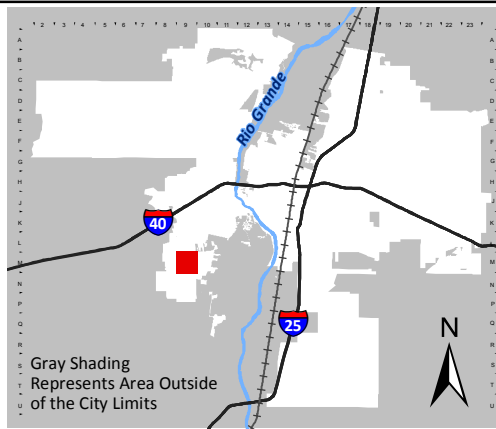 2 3 4 5 6 7 8 9 10 11 12 13 14 15 16 17 18 19 20 21 22 23
A A
B B
C C
D D
E E
F F
G G
H H
J J
K K
L L
M M
N N
P P
Q Q
R R
S S
T T
U U
Rio Grande
40
25
N
Gray Shading
Represents Area Outside
of the City Limits